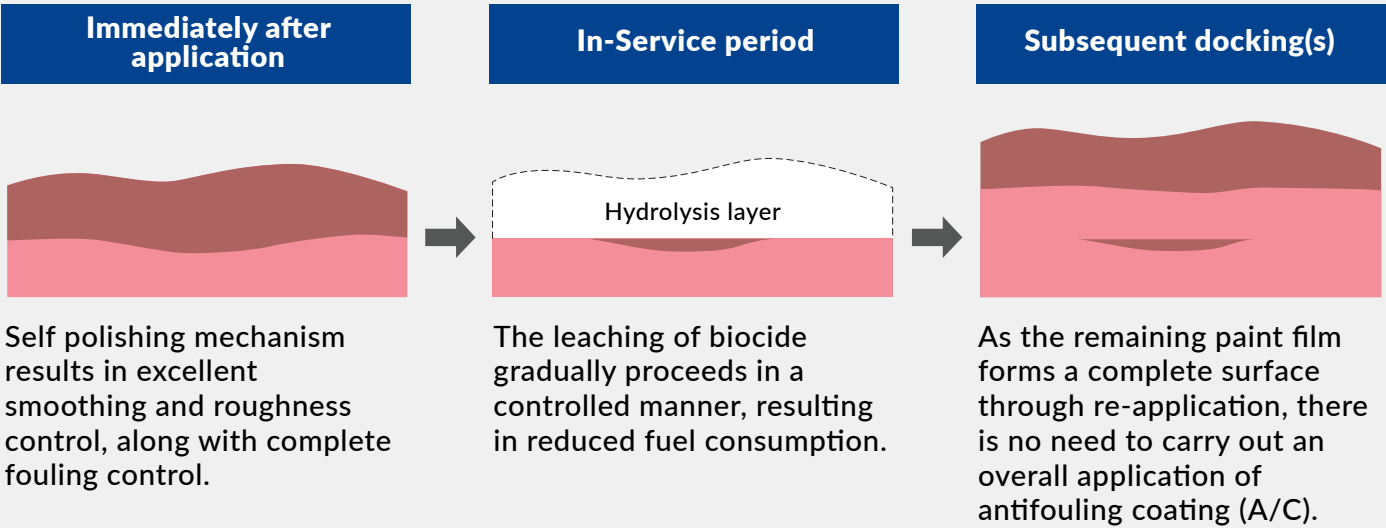 Immediately after
application
In-Service period
Subsequent docking(s)
Hydrolysis layer
Self polishing mechanism
results in excellent
smoothing and roughness
control, along with complete
fouling control.
The leaching of biocide
gradually proceeds in a
controlled manner, resulting
in reduced fuel consumption.
As the remaining paint film
forms a complete surface
through re-application, there
is no need to carry out an
overall application of
antifouling coating (A/C).